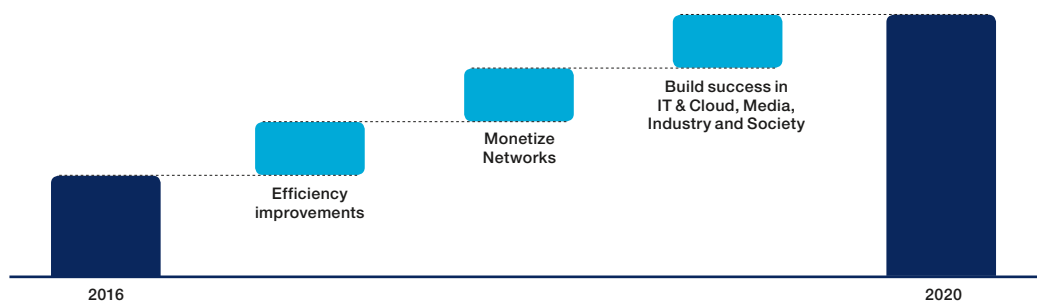 Build success in
IT & Cloud, Media,
Industry and Society
Monetize
Networks
Efficiency
improvements
2016
2020